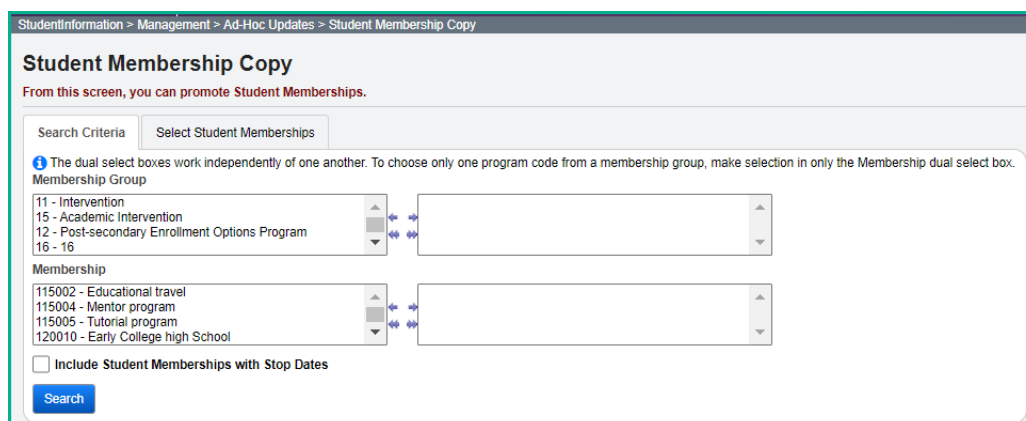 StudentInformation > Management > Ad-Hoc Updates > Student Membership Copy
Student Membership Copy
From this screen, you can promote Student Memberships.
Search Criteria Select Student Memberships
The dual select boxes work independently of one another. To choose only one program code from a membership group, make selection in only the Membership dual select box.
Membership Group
11 - Intervention
15 - Academic Intervention
12 - Post-secondary Enrollment Options Program
16 - 16
Membership
115002 - Educational travel
115004 - Mentor program
115005 - Tutorial program
120010 - Early College high School
Include Student Memberships with Stop Dates
Search